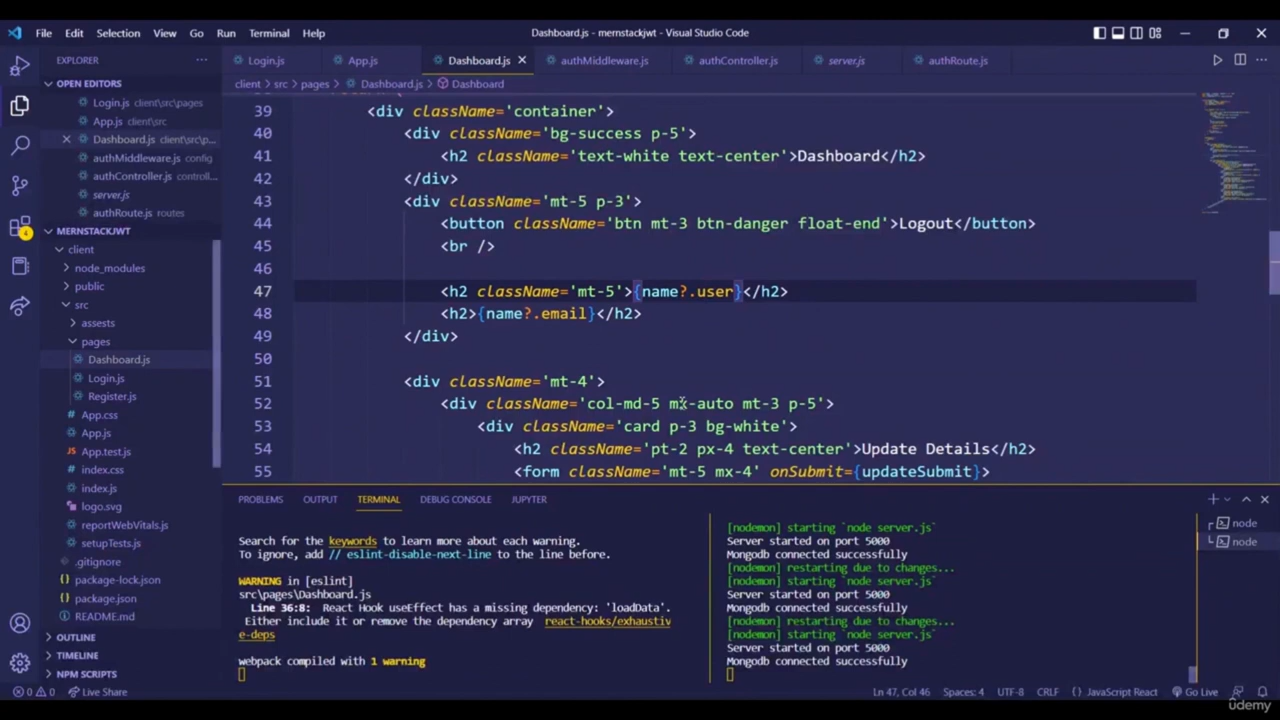 File Edit Selection View Go Run Terminal Help
Dashboard.js - mernstackjwt - Visual Studio Code
EXPLORER
OPEN EDITORS
Login.js client\src\pages
App.js client\src
Dashboard.js client\src\p...
authMiddleware.js config
authController.js controll...
server.js
authRoute.js routes
MERNSTACKJWT
client
node_modules
public
src
assests
pages
Dashboard.js
Login.js
Register.js
App.css
App.js
App.test.js
index.css
index.js
logo.svg
reportWebVitals.js
setupTests.js
.gitignore
package-lock.json
package.json
README.md
OUTLINE
TIMELINE
NPM SCRIPTS
4
Login.js App.js Dashboard.js authMiddleware.js authController.js server.js authRoute.js
client > src > pages > Dashboard.js > Dashboard
39 <div className='container'>
40 <div className='bg-success p-5'>
41 <h2 className='text-white text-center'>Dashboard</h2>
42 </div>
43 <div className='mt-5 p-3'>
44 <button className='btn mt-3 btn-danger float-end'>Logout</button>
45 <br />
46
47 <h2 className='mt-5'>{name?.user}</h2>
48 <h2>{name?.email}</h2>
49 </div>
50
51 <div className='mt-4'>
52 <div className='col-md-5 mx-auto mt-3 p-5'>
53 <div className='card p-3 bg-white'>
54 <h2 className='pt-2 px-4 text-center'>Update Details</h2>
55 <form className='mt-5 mx-4' onSubmit={updateSubmit}>
PROBLEMS OUTPUT TERMINAL DEBUG CONSOLE JUPYTER
Search for the keywords to learn more about each warning.
To ignore, add // eslint-disable-next-line to the line before.
WARNING in [eslint]
src\pages\Dashboard.js
Line 36:8: React Hook useEffect has a missing dependency: 'loadData'.
Either include it or remove the dependency array react-hooks/exhaustiv
e-deps
webpack compiled with 1 warning
[nodemon] starting `node server.js`
Server started on port 5000
Mongodb connected successfully
[nodemon] restarting due to changes...
[nodemon] starting `node server.js`
Server started on port 5000
Mongodb connected successfully
[nodemon] restarting due to changes...
[nodemon] starting `node server.js`
Server started on port 5000
Mongodb connected successfully
node
node
0 0 Live Share
Ln 47, Col 46 Spaces: 4 UTF-8 CRLF {} JavaScript React Go Live
udemy